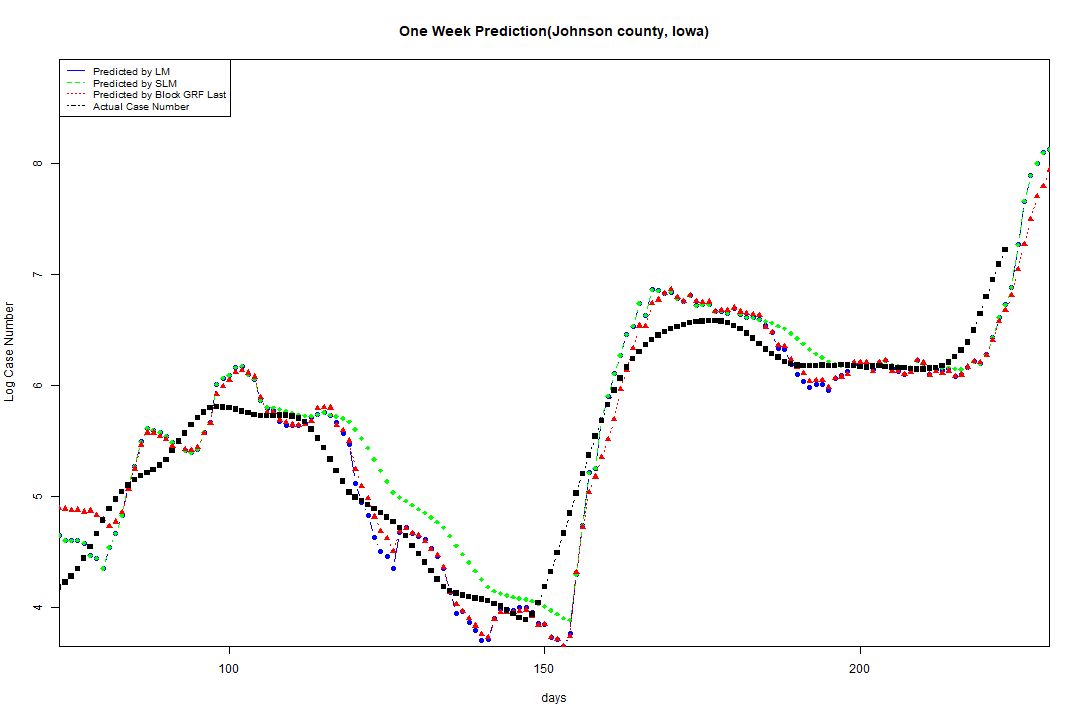 One Week Prediction(Johnson county, Iowa)
Predicted by LM
Predicted by SLM
Predicted by Block GRF Last
Actual Case Number
8
7
6
5
4
Log Case Number
100 150 200
days